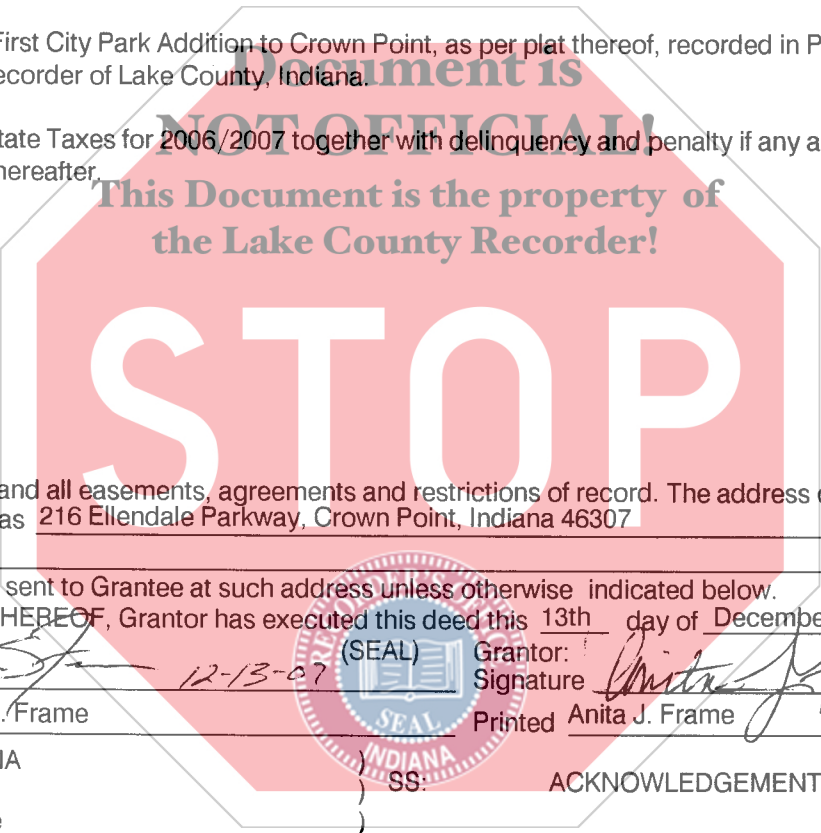 First City Park Addition to Crown Point, as per plat thereof, recorded in P
ecorder of Lake County, Indiana.
Document is
tate Taxes for 2006/2007 together with delinquency and penalty if any a
NOT OFFICIAL!
hereafter.
This Document is the property of
the Lake County Recorder!
STOP
and all easements, agreements and restrictions of record. The address o
as 216 Ellendale Parkway, Crown Point, Indiana 46307
sent to Grantee at such address unless otherwise indicated below.
HEREOF, Grantor has executed this deed this 13th day of Decembe
(SEAL) Grantor:
12-13-07 Signature Anita J.
. Frame Printed Anita J. Frame
RECORDER'S OFFICE
SEAL
INDIANA
NA )
) SS: ACKNOWLEDGEMENT
)